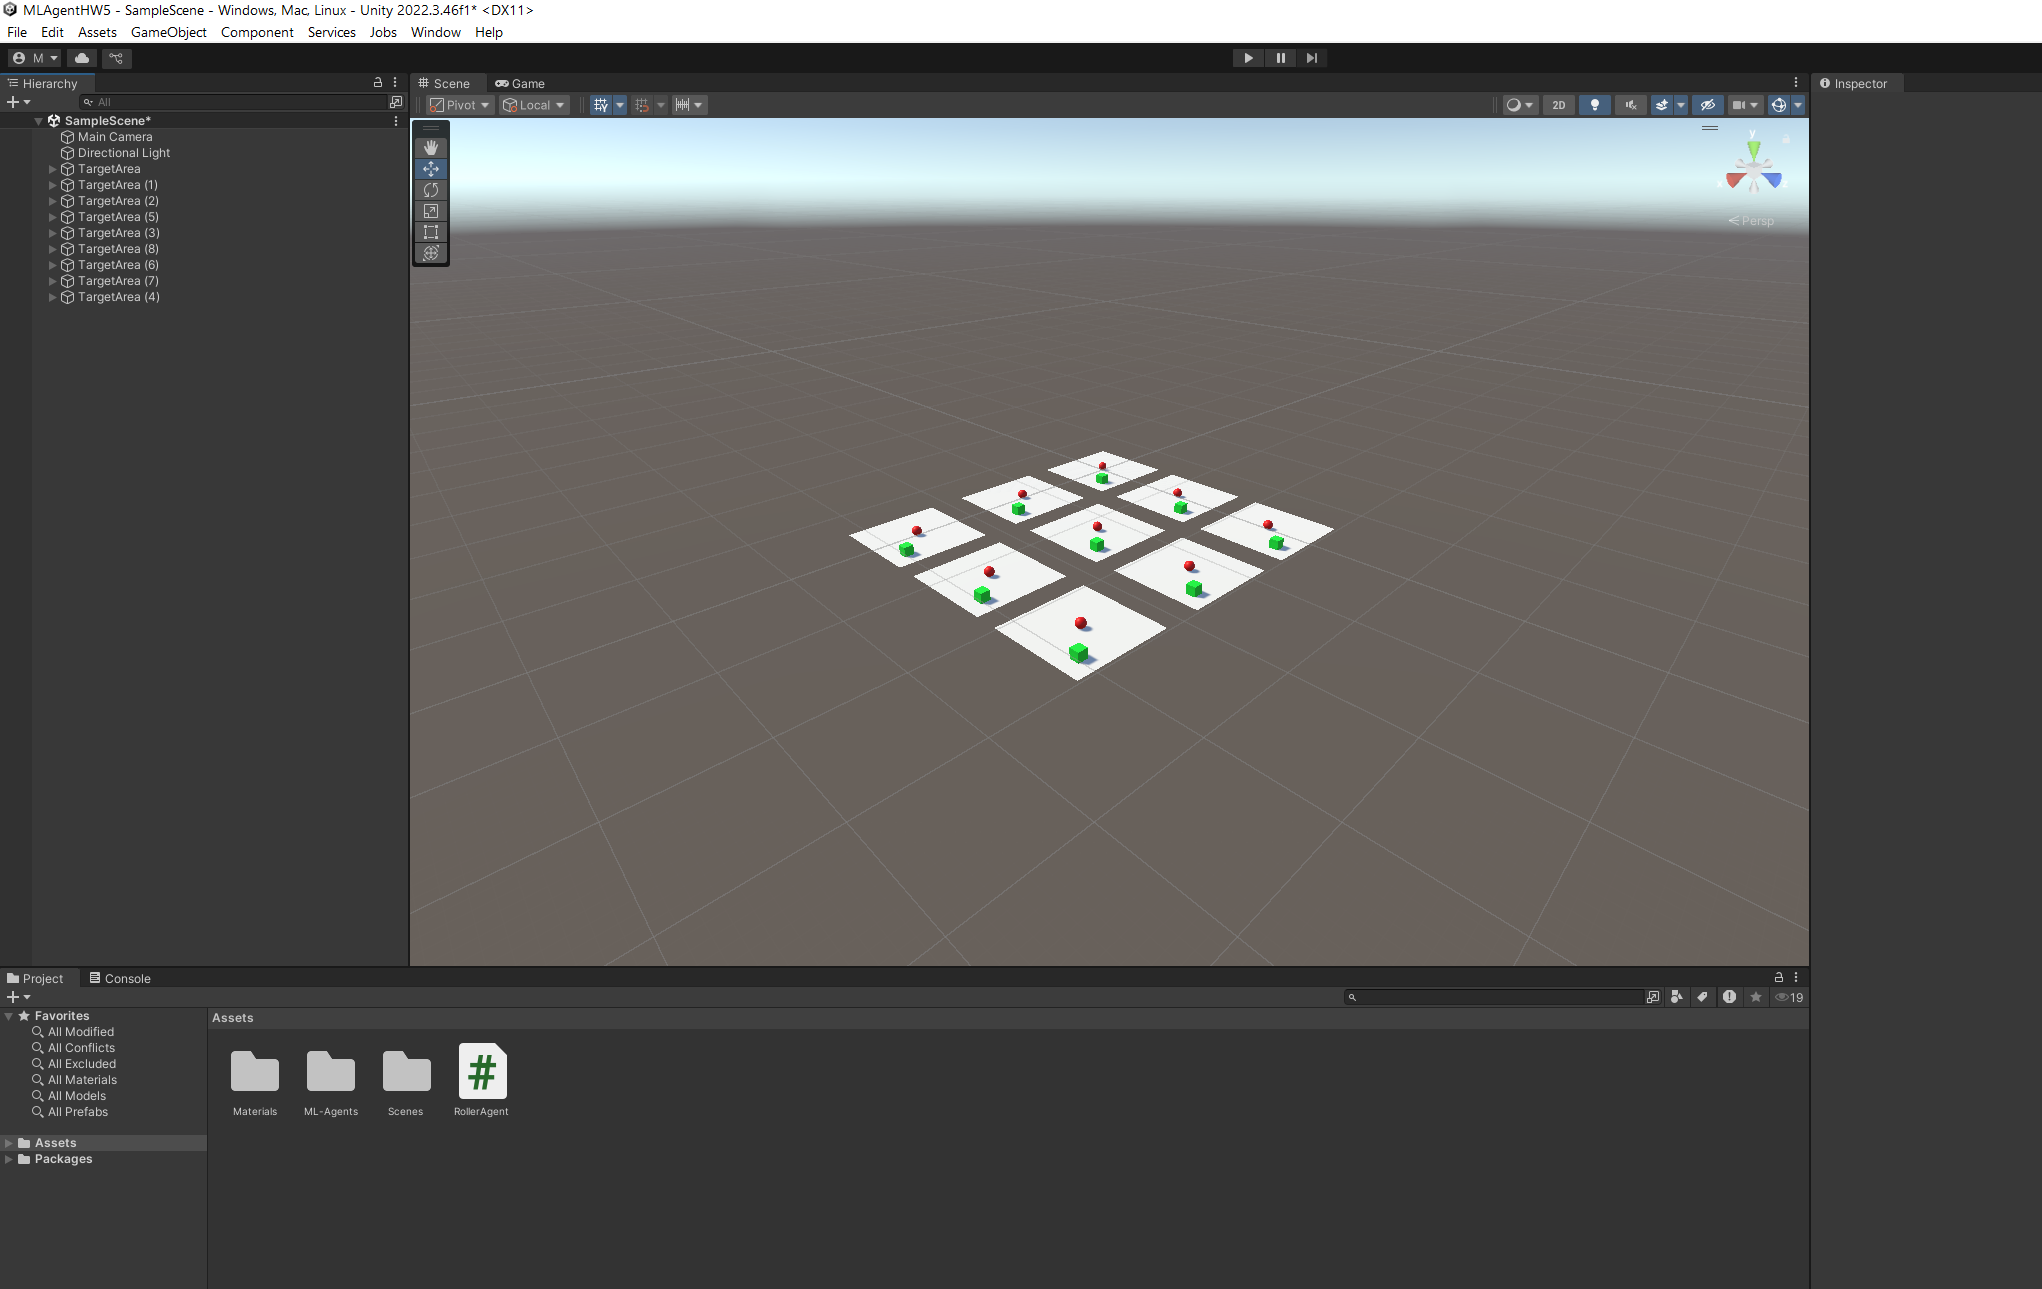 MLAgentHW5 - SampleScene - Windows, Mac, Linux - Unity 2022.3.46f1* <DX11>
File Edit Assets GameObject Component Services Jobs Window Help
M
Hierarchy
All
SampleScene*
Main Camera
Directional Light
TargetArea
TargetArea (1)
TargetArea (2)
TargetArea (5)
TargetArea (3)
TargetArea (8)
TargetArea (6)
TargetArea (7)
TargetArea (4)
Scene Game
Pivot Local 2D
y
x z
Persp
Inspector
Project Console
19
Favorites
All Modified
All Conflicts
All Excluded
All Materials
All Models
All Prefabs
Assets
Packages
Assets
Materials ML-Agents Scenes RollerAgent